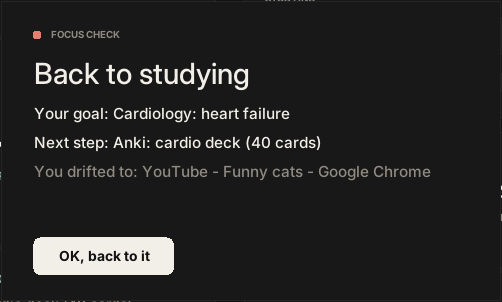 FOCUS CHECK
Back to studying
Your goal: Cardiology: heart failure
Next step: Anki: cardio deck (40 cards)
You drifted to: YouTube - Funny cats - Google Chrome
OK, back to it